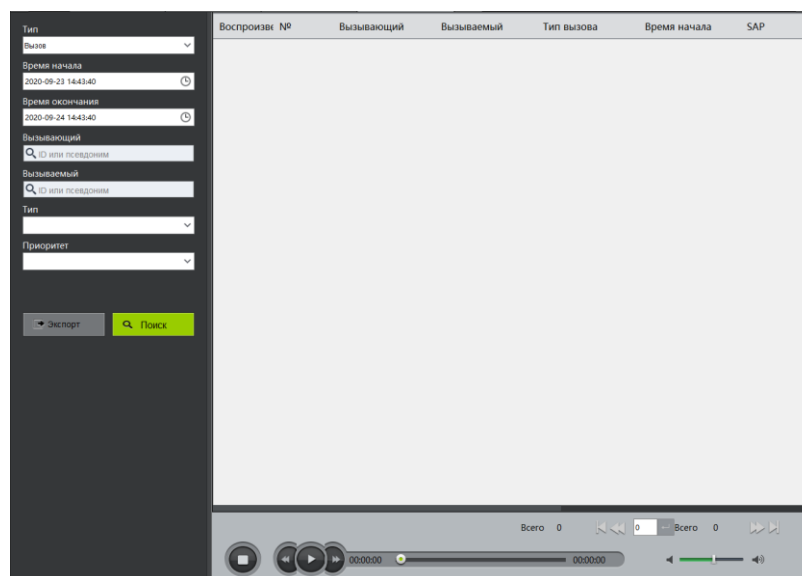 Тип
Вызов
Время начала
2020-09-23 14:43:40
Время окончания
2020-09-24 14:43:40
Вызывающий
ID или псевдоним
Вызываемый
ID или псевдоним
Тип
Приоритет
Экспорт Поиск
Воспроизве № Вызывающий Вызываемый Тип вызова Время начала SAP
Всего 0 0 Всего 0
00:00:00 00:00:00